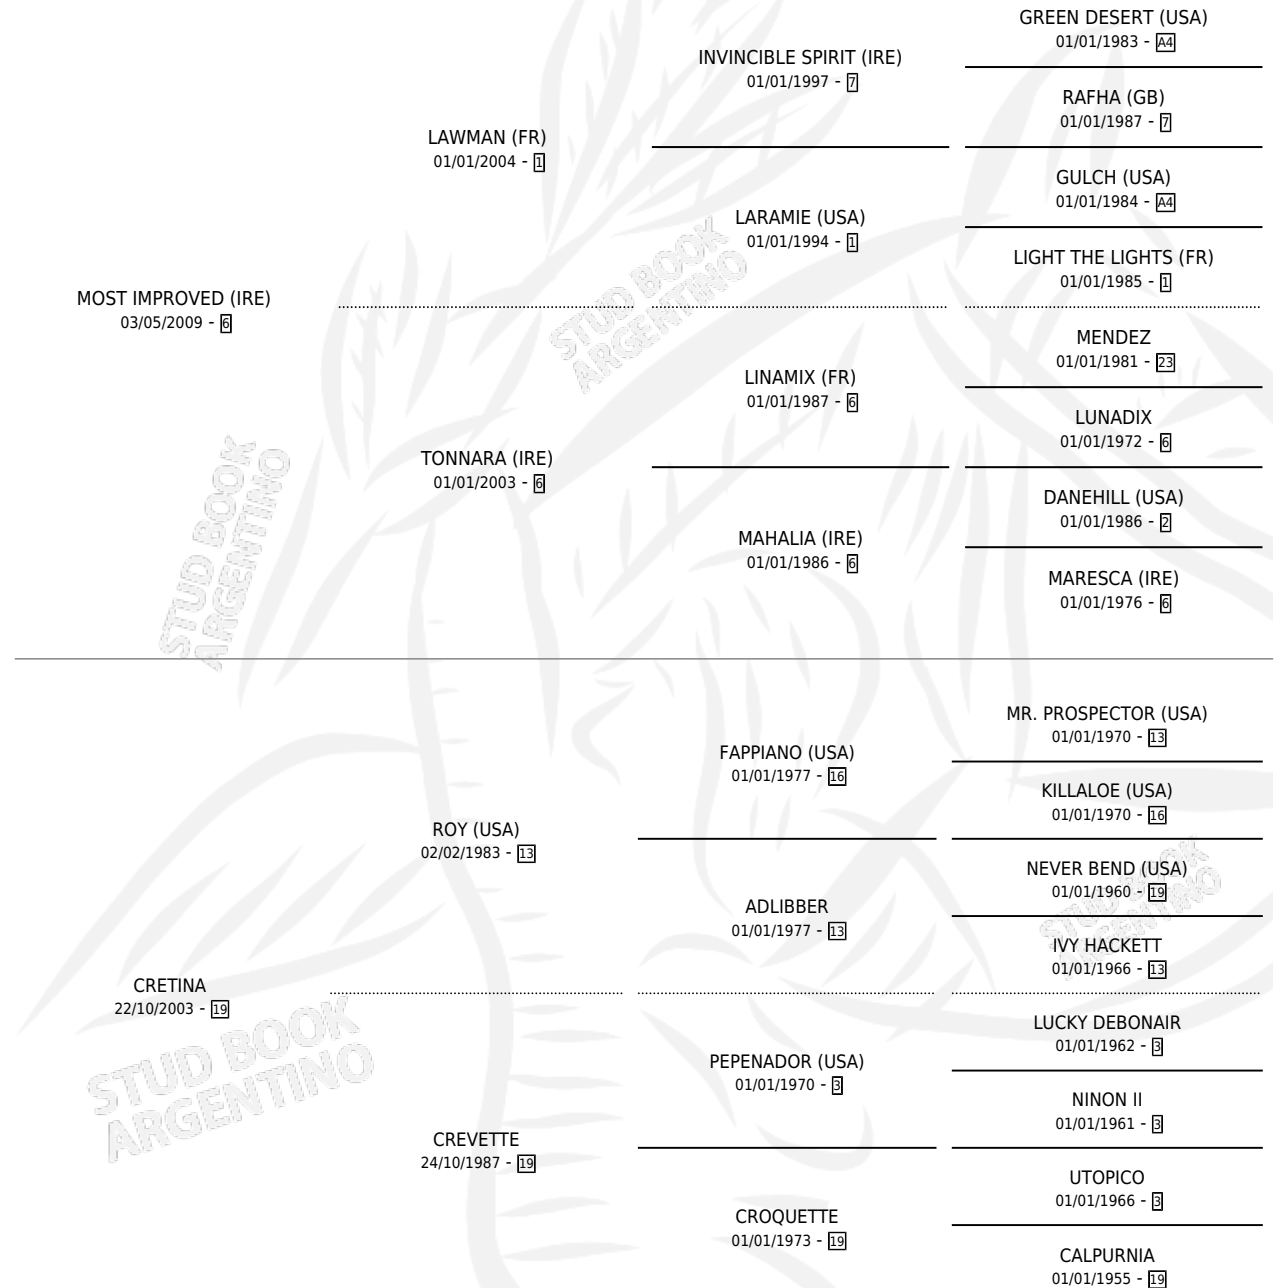 GREEN DESERT (USA)
01/01/1983 - A4
INVINCIBLE SPIRIT (IRE)
01/01/1997 - 7
RAFHA (GB)
01/01/1987 - 7
LAWMAN (FR)
01/01/2004 - 1
GULCH (USA)
01/01/1984 - A4
LARAMIE (USA)
01/01/1994 - 1
LIGHT THE LIGHTS (FR)
01/01/1985 - 1
MOST IMPROVED (IRE)
03/05/2009 - 6
MENDEZ
01/01/1981 - 23
LINAMIX (FR)
01/01/1987 - 6
LUNADIX
01/01/1972 - 6
TONNARA (IRE)
01/01/2003 - 6
DANEHILL (USA)
01/01/1986 - 2
MAHALIA (IRE)
01/01/1986 - 6
MARESCA (IRE)
01/01/1976 - 6
MR. PROSPECTOR (USA)
01/01/1970 - 13
FAPPIANO (USA)
01/01/1977 - 16
KILLALOE (USA)
01/01/1970 - 16
ROY (USA)
02/02/1983 - 13
NEVER BEND (USA)
01/01/1960 - 19
ADLIBBER
01/01/1977 - 13
IVY HACKETT
01/01/1966 - 13
CRETINA
22/10/2003 - 19
LUCKY DEBONAIR
01/01/1962 - 3
PEPENADOR (USA)
01/01/1970 - 3
NINON II
01/01/1961 - 3
CREVETTE
24/10/1987 - 19
UTOPICO
01/01/1966 - 3
CROQUETTE
01/01/1973 - 19
CALPURNIA
01/01/1955 - 19
STUD BOOK
ARGENTINO
STUD BOOK
ARGENTINO
STUD BOOK
ARGENTINO
STUD BOOK
ARGENTINO